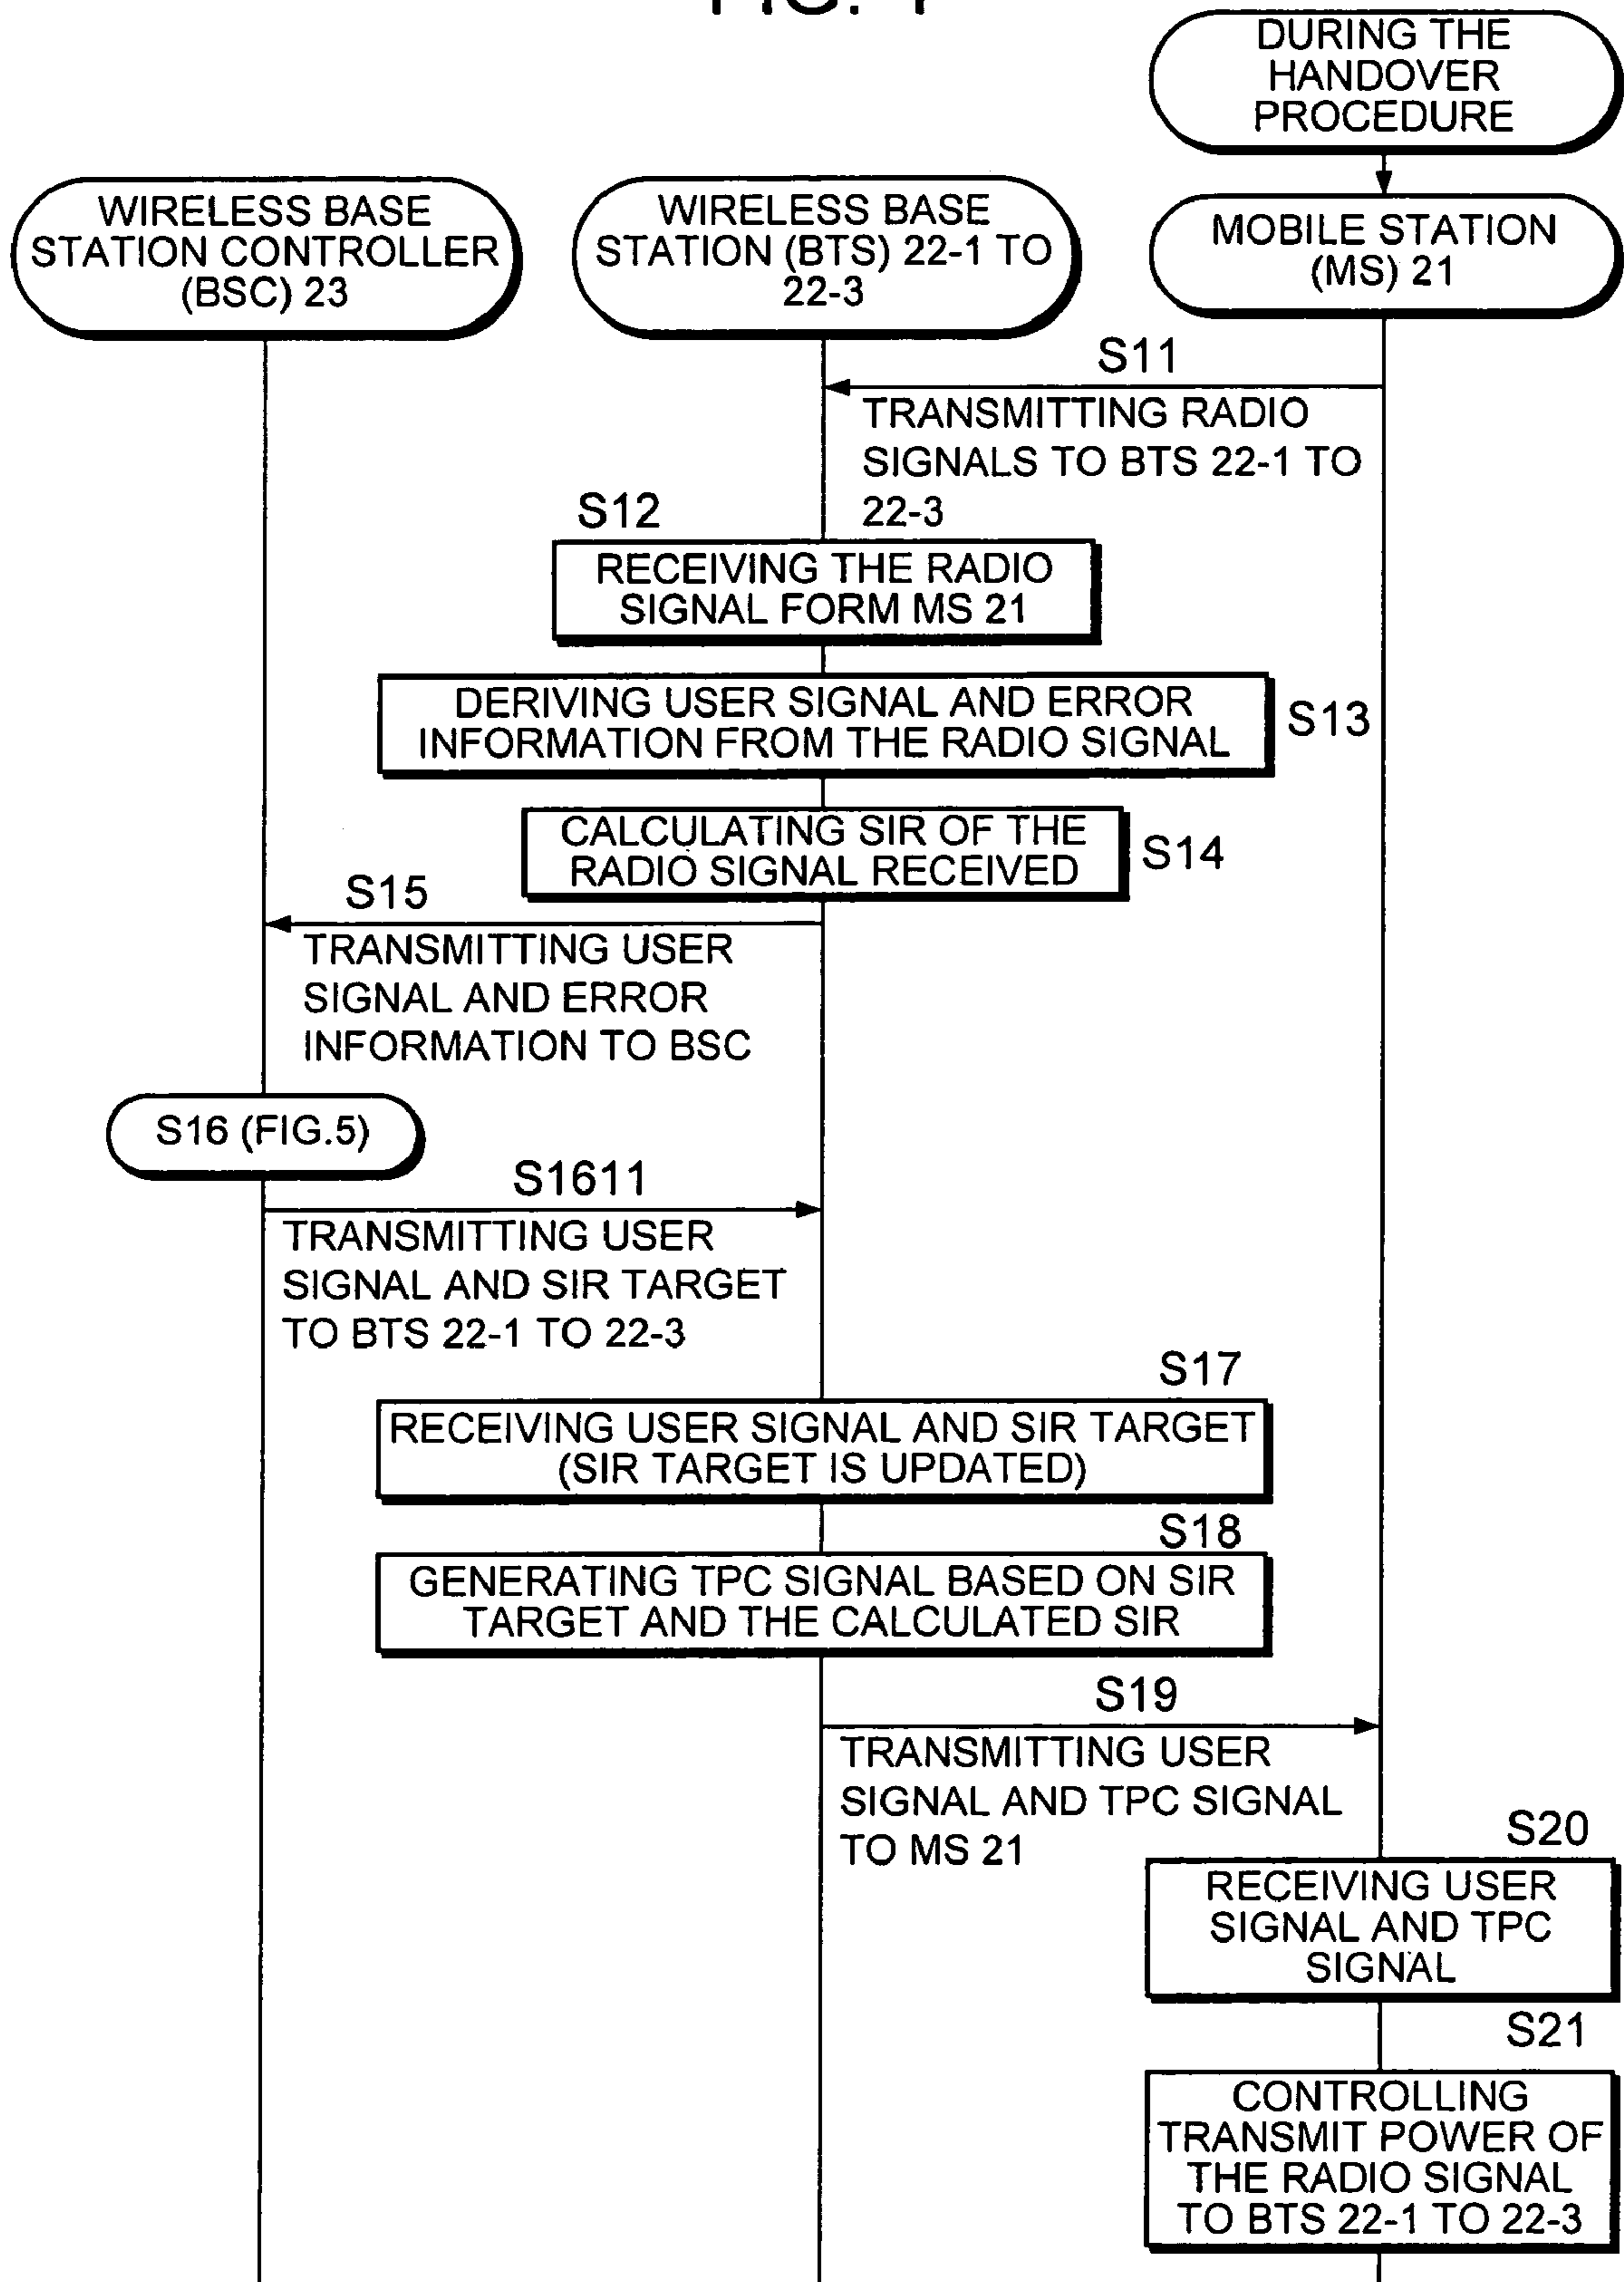 FIG. 4
DURING THE
HANDOVER
PROCEDURE
WIRELESS BASE
STATION CONTROLLER
(BSC) 23
WIRELESS BASE
STATION (BTS) 22-1 TO
22-3
MOBILE STATION
(MS) 21
S11
TRANSMITTING RADIO
SIGNALS TO BTS 22-1 TO
22-3
S12
RECEIVING THE RADIO
SIGNAL FORM MS 21
DERIVING USER SIGNAL AND ERROR
INFORMATION FROM THE RADIO SIGNAL
S13
CALCULATING SIR OF THE
RADIO SIGNAL RECEIVED
S14
S15
TRANSMITTING USER
SIGNAL AND ERROR
INFORMATION TO BSC
S16 (FIG.5)
S1611
TRANSMITTING USER
SIGNAL AND SIR TARGET
TO BTS 22-1 TO 22-3
S17
RECEIVING USER SIGNAL AND SIR TARGET
(SIR TARGET IS UPDATED)
S18
GENERATING TPC SIGNAL BASED ON SIR
TARGET AND THE CALCULATED SIR
S19
TRANSMITTING USER
SIGNAL AND TPC SIGNAL
TO MS 21
S20
RECEIVING USER
SIGNAL AND TPC
SIGNAL
S21
CONTROLLING
TRANSMIT POWER OF
THE RADIO SIGNAL
TO BTS 22-1 TO 22-3